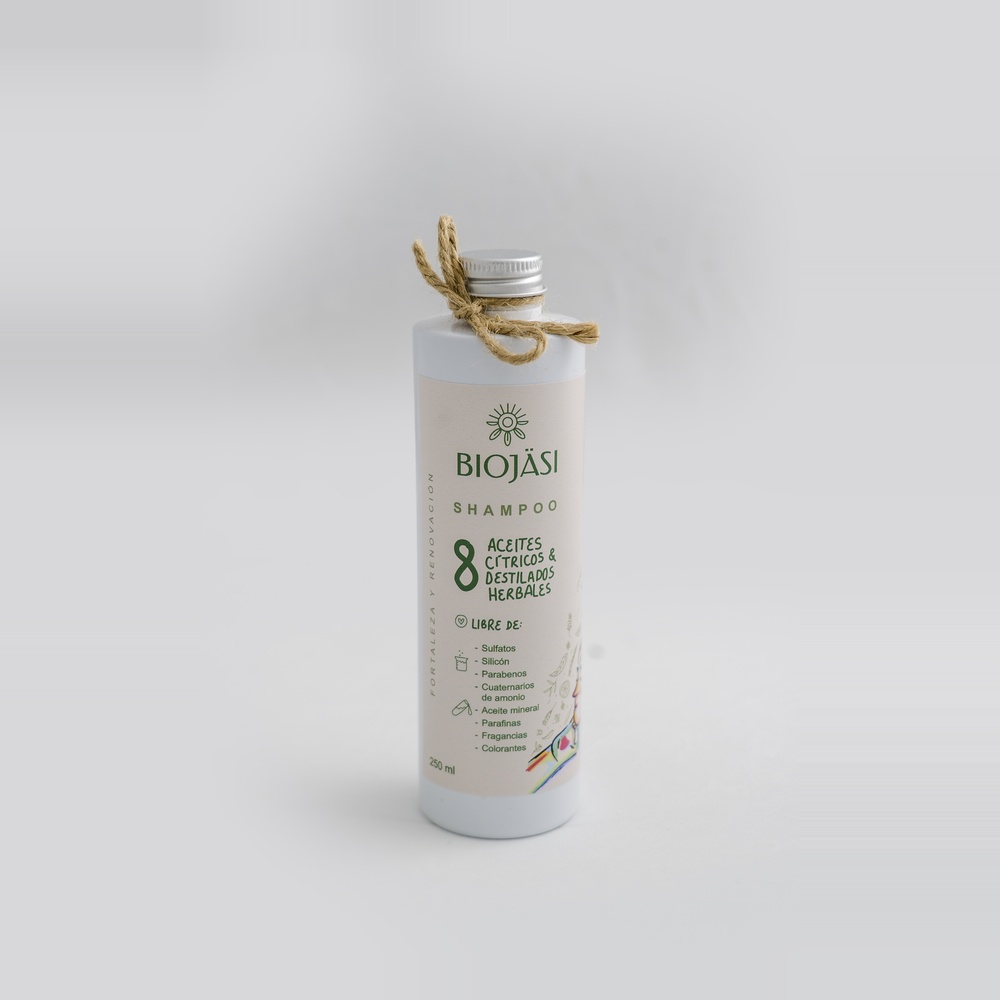 BIOJÄSI
SHAMPOO
8 ACEITES
CÍTRICOS &
DESTILADOS
HERBALES
LIBRE DE:
- Sulfatos
- Silicón
- Parabenos
- Cuaternarios
de amonio
- Aceite mineral
- Parafinas
- Fragancias
- Colorantes
250 ml
FORTALEZA Y RENOVACIÓN